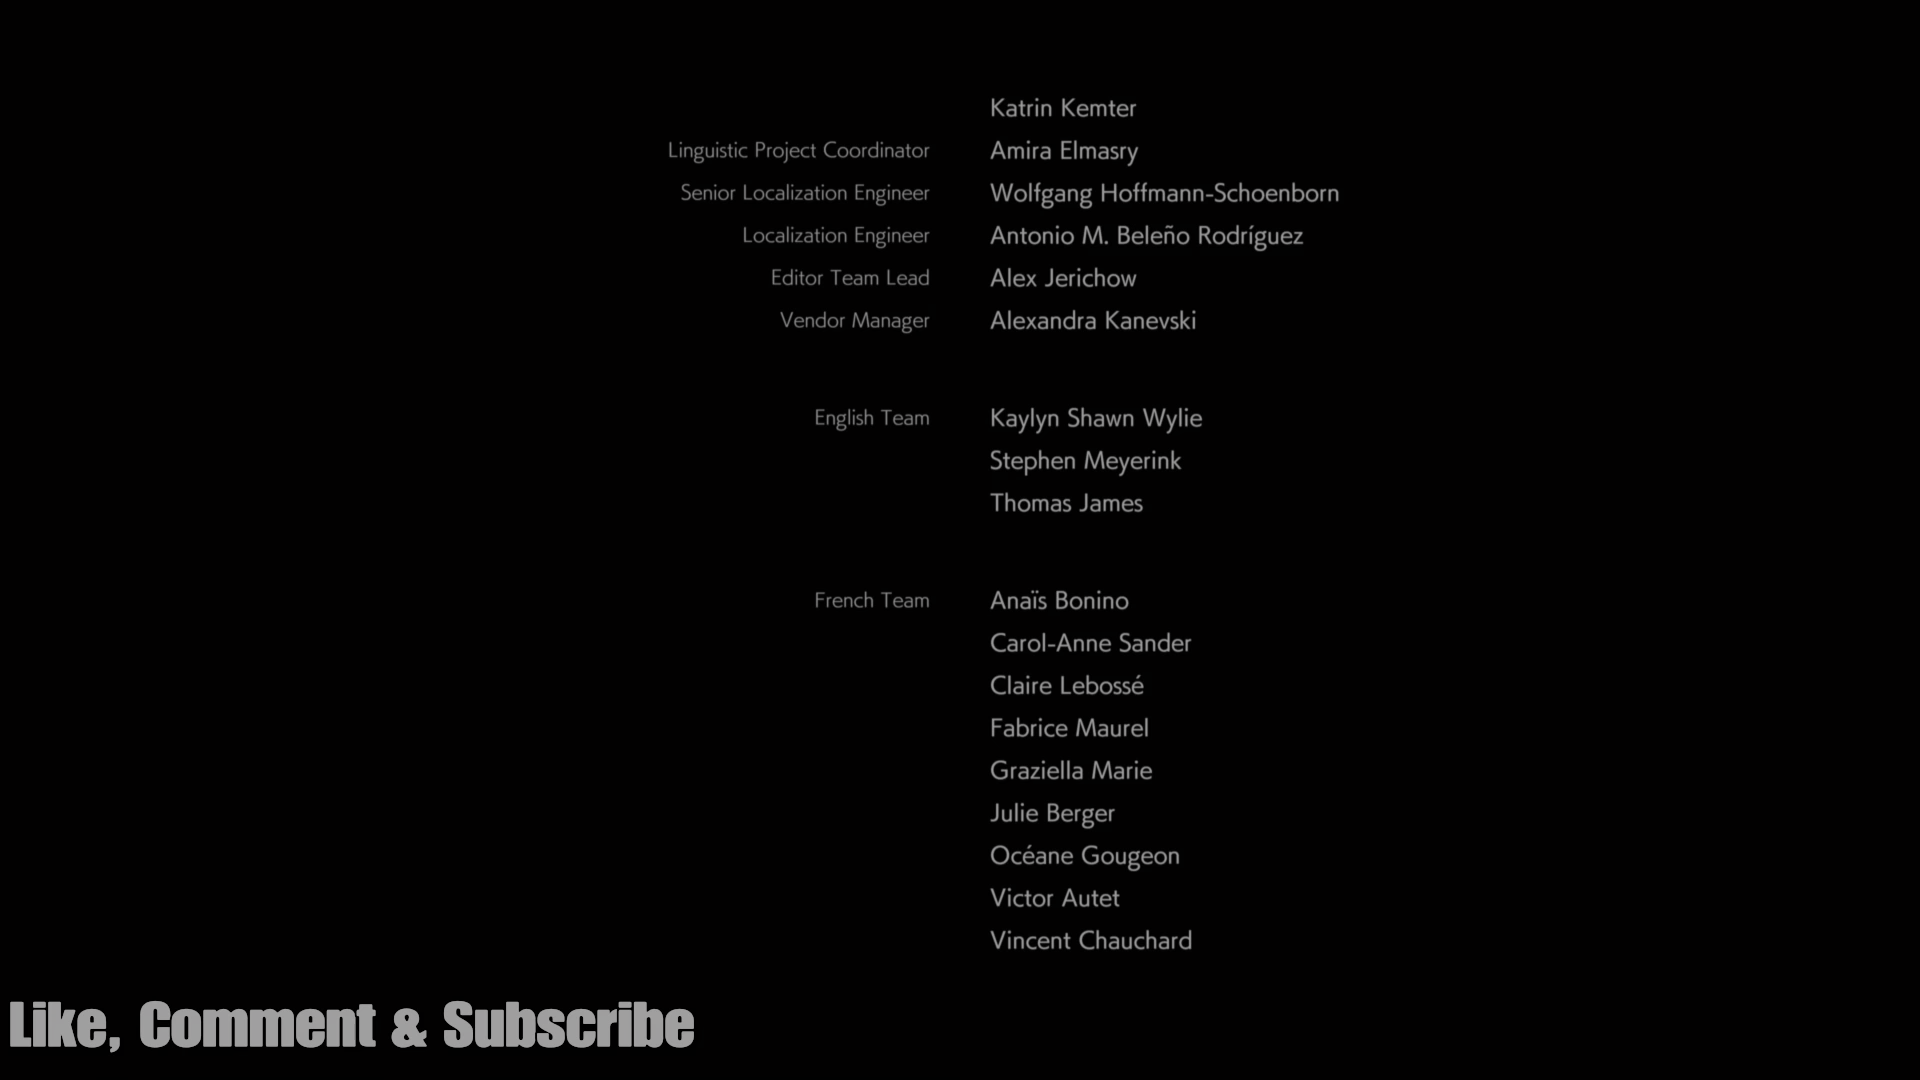 Katrin Kemter
Linguistic Project Coordinator Amira Elmasry
Senior Localization Engineer Wolfgang Hoffmann-Schoenborn
Localization Engineer Antonio M. Beleño Rodríguez
Editor Team Lead Alex Jerichow
Vendor Manager Alexandra Kanevski
English Team Kaylyn Shawn Wylie
Stephen Meyerink
Thomas James
French Team Anaïs Bonino
Carol-Anne Sander
Claire Lebossé
Fabrice Maurel
Graziella Marie
Julie Berger
Océane Gougeon
Victor Autet
Vincent Chauchard
Like, Comment & Subscribe